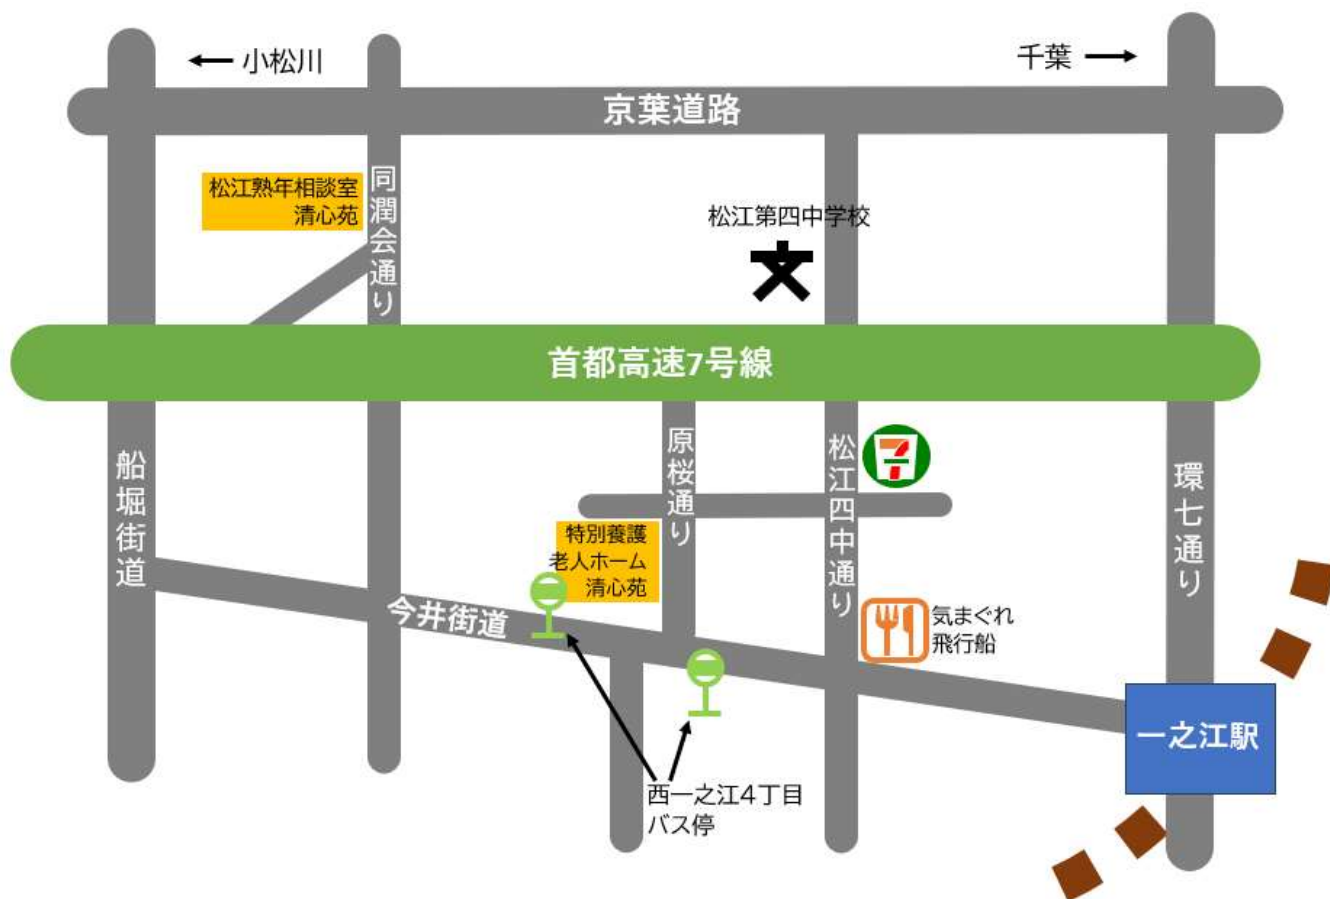 小松川
千葉
京葉道路
松江熟年相談室
清心苑
同潤会通り
松江第四中学校
首都高速7号線
船堀街道
原桜通り
松江四中通り
7
環七通り
特別養護
老人ホーム
清心苑
今井街道
気まぐれ
飛行船
一之江駅
西一之江4丁目
バス停